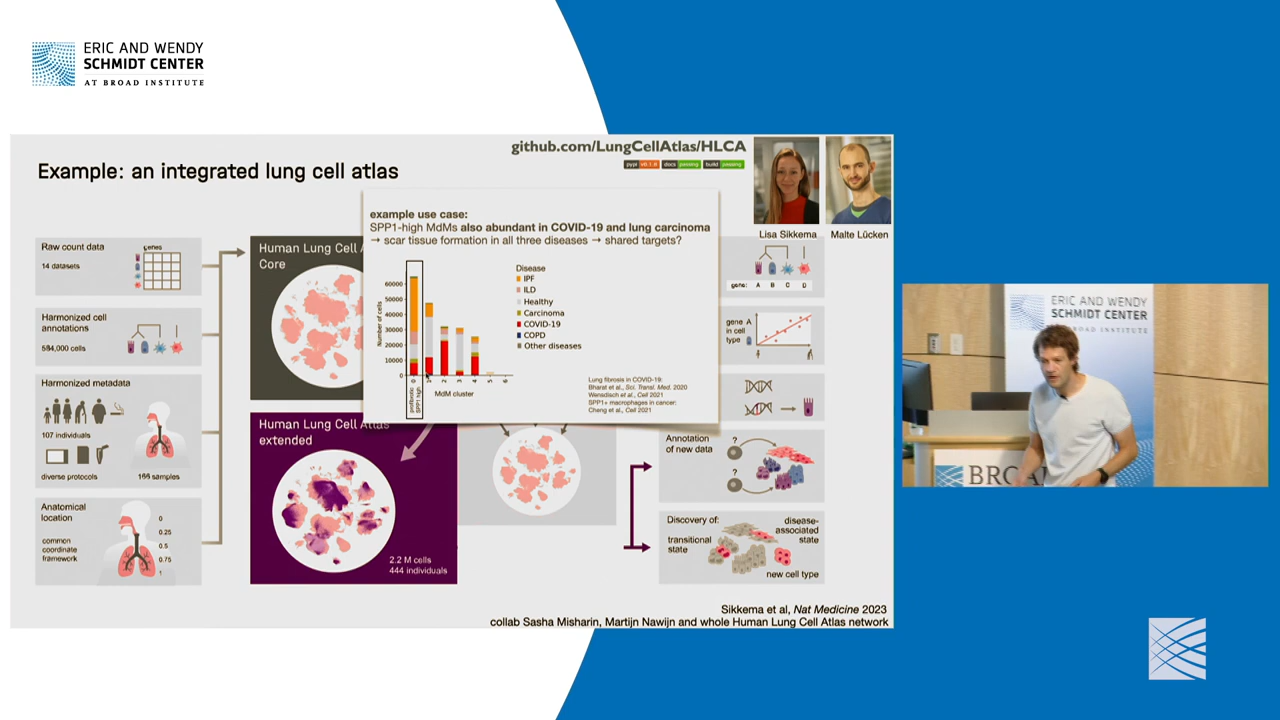 ERIC AND WENDY
SCHMIDT CENTER
AT BROAD INSTITUTE
github.com/LungCellAtlas/HLCA
pypi v0.1.0 docs passing build passing
Example: an integrated lung cell atlas
Lisa Sikkema
Malte Lücken
example use case:
SPP1-high MdMs also abundant in COVID-19 and lung carcinoma
→ scar tissue formation in all three diseases → shared targets?
Number of cells
60000
50000
40000
30000
20000
10000
0
0 1 2 3 4 5 6
SPP1 high
MdM cluster
Disease
IPF
ILD
Healthy
Carcinoma
COVID-19
COPD
Other diseases
Lung fibrosis in COVID-19:
Bharat et al., Sci. Transl. Med. 2020
Wendisch et al., Cell 2021
SPP1+ macrophages in cancer:
Cheng et al., Cell 2021
Raw count data
14 datasets
genes
Harmonized cell
annotations
584,000 cells
Harmonized metadata
107 individuals
diverse protocols
166 samples
Anatomical
location
common
coordinate
framework
0
0.25
0.5
0.75
1
Human Lung Cell A
Core
Human Lung Cell Atlas
extended
2.2 M cells
444 individuals
gene: A B C D
gene A
in cell
type
Annotation
of new data
?
?
Discovery of:
transitional
state
disease-
associated
state
new cell type
Sikkema et al, Nat Medicine 2023
collab Sasha Misharin, Martijn Nawijn and whole Human Lung Cell Atlas network
ERIC AND WENDY
SCHMIDT CENTER
BROAD INSTITUTE
BROA